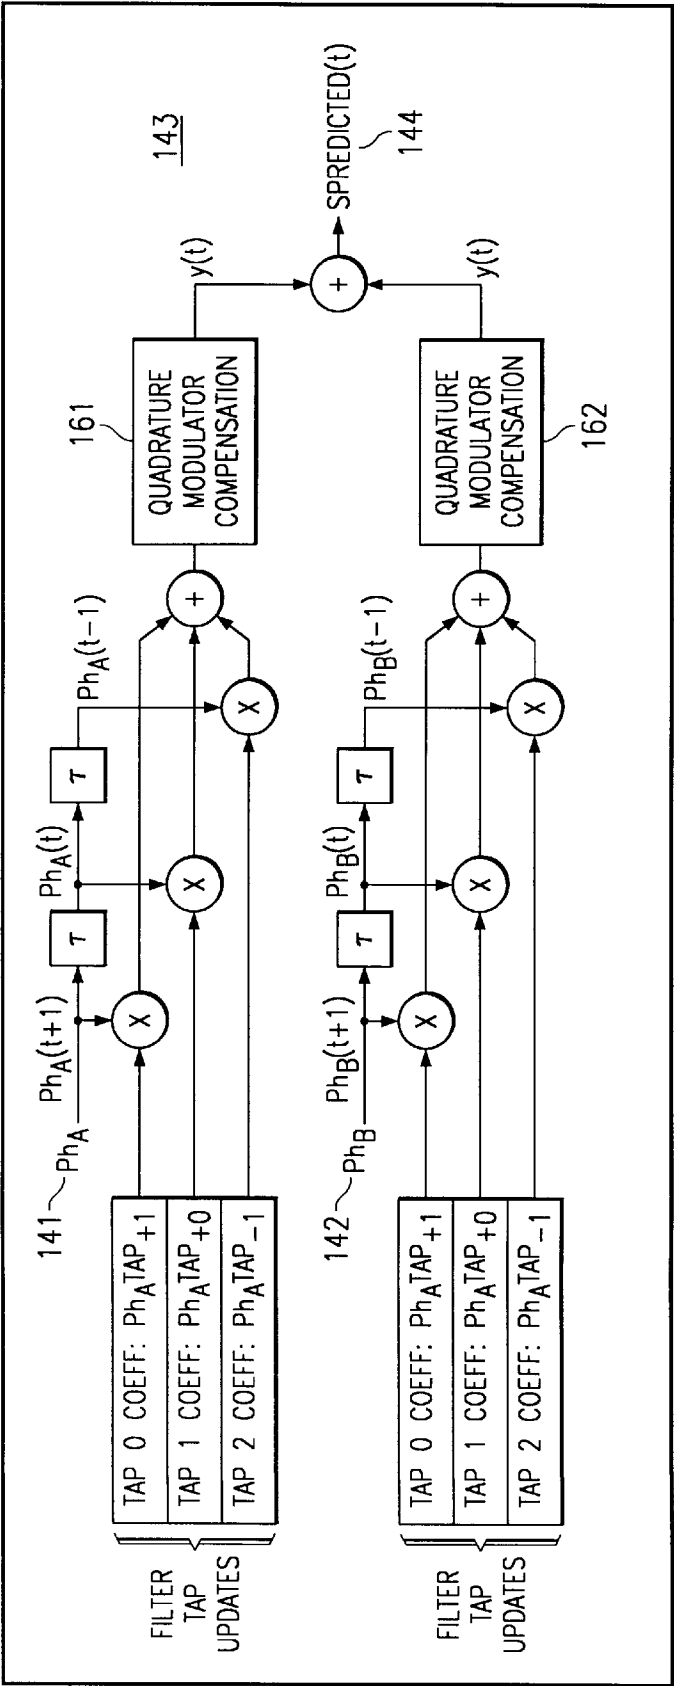 143
141
PhA
PhA(t+1)
τ
PhA(t)
τ
PhA(t−1)
161
FILTER
TAP
UPDATES
TAP 0 COEFF: PhATAP+1
TAP 1 COEFF: PhATAP+0
TAP 2 COEFF: PhATAP−1
X
X
X
+
QUADRATURE
MODULATOR
COMPENSATION
y(t)
+
SPREDICTED(t)
144
142
PhB
PhB(t+1)
τ
PhB(t)
τ
PhB(t−1)
FILTER
TAP
UPDATES
TAP 0 COEFF: PhATAP+1
TAP 1 COEFF: PhATAP+0
TAP 2 COEFF: PhATAP−1
X
X
X
+
QUADRATURE
MODULATOR
COMPENSATION
162
y(t)